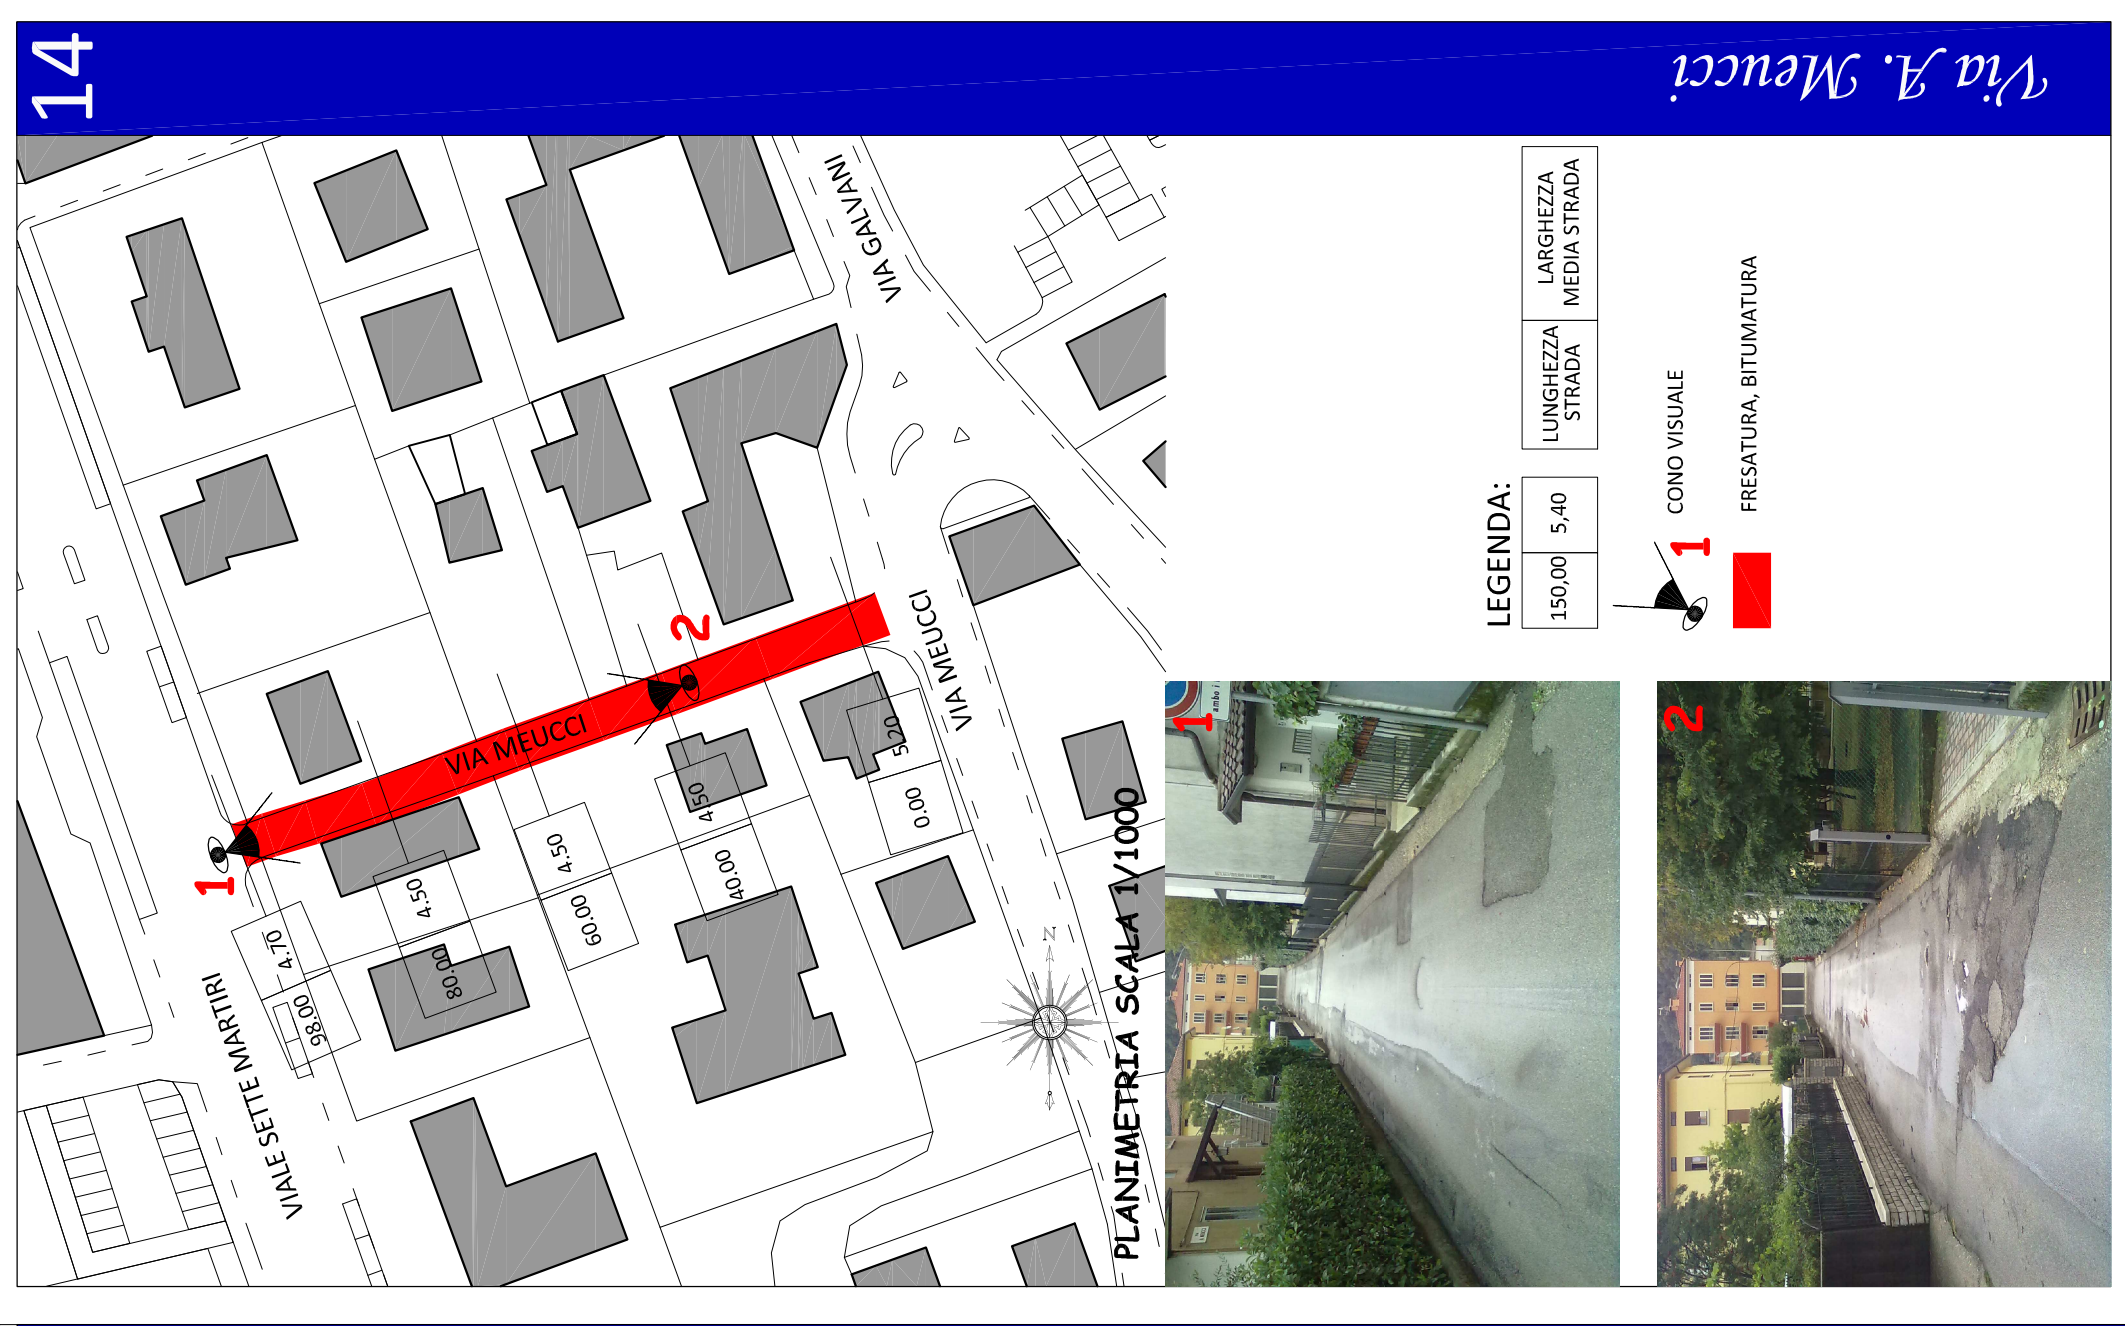 14
Via A. Meucci
VIA GALVANI
VIA MEUCCI
VIA MEUCCI
VIALE SETTE MARTIRI
1
2
98.00
4.70
80.00
4.50
60.00
4.50
40.00
4.50
0.00
5.20
N
PLANIMETRIA SCALA 1/1000
LEGENDA:
150,00
5,40
LUNGHEZZA
STRADA
LARGHEZZA
MEDIA STRADA
1
CONO VISUALE
FRESATURA, BITUMATURA
1
ambo i
2